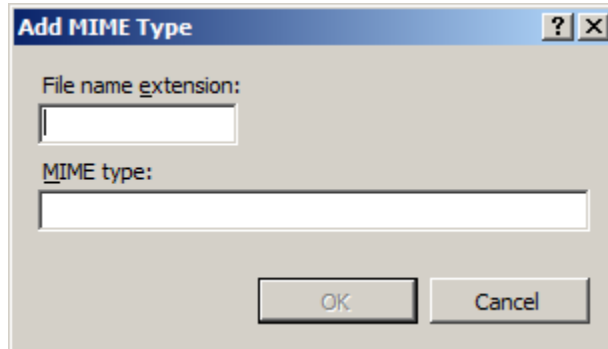 Add MIME Type
File name extension:
MIME type:
OK Cancel